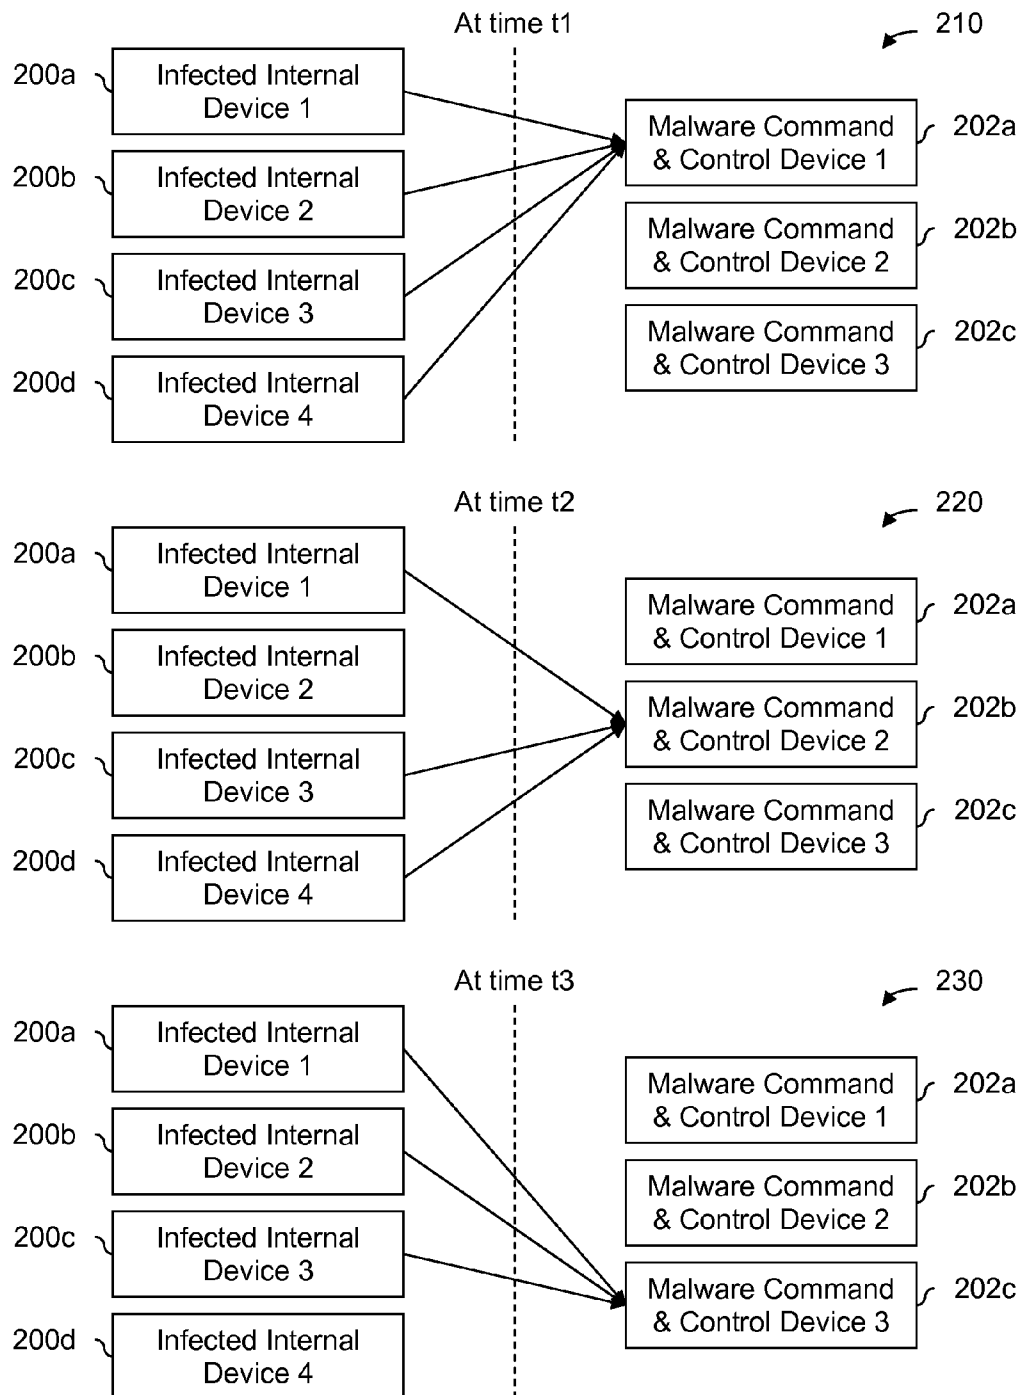 At time t1
210
200a
Infected Internal
Device 1
200b
Infected Internal
Device 2
200c
Infected Internal
Device 3
200d
Infected Internal
Device 4
Malware Command
& Control Device 1
202a
Malware Command
& Control Device 2
202b
Malware Command
& Control Device 3
202c
At time t2
220
200a
Infected Internal
Device 1
200b
Infected Internal
Device 2
200c
Infected Internal
Device 3
200d
Infected Internal
Device 4
Malware Command
& Control Device 1
202a
Malware Command
& Control Device 2
202b
Malware Command
& Control Device 3
202c
At time t3
230
200a
Infected Internal
Device 1
200b
Infected Internal
Device 2
200c
Infected Internal
Device 3
200d
Infected Internal
Device 4
Malware Command
& Control Device 1
202a
Malware Command
& Control Device 2
202b
Malware Command
& Control Device 3
202c